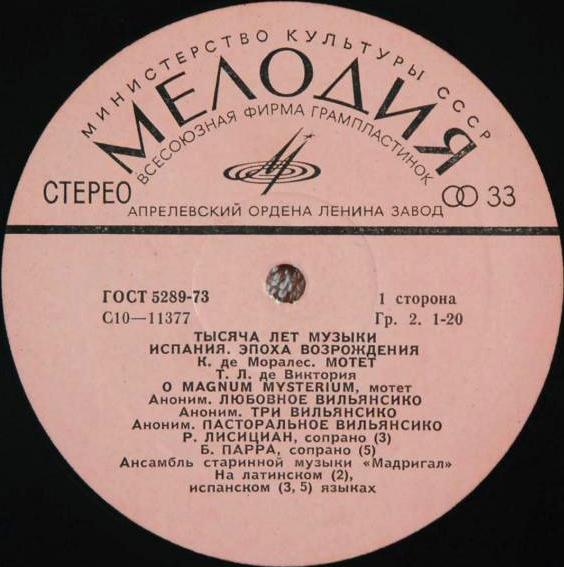 МИНИСТЕРСТВО КУЛЬТУРЫ СССР
МЕЛОДИЯ
ВСЕСОЮЗНАЯ ФИРМА ГРАМПЛАСТИНОК
СТЕРЕО 33
АПРЕЛЕВСКИЙ ОРДЕНА ЛЕНИНА ЗАВОД
ГОСТ 5289-73 1 сторона
С10—11377 Гр. 2. 1-20
ТЫСЯЧА ЛЕТ МУЗЫКИ
ИСПАНИЯ. ЭПОХА ВОЗРОЖДЕНИЯ
К. де Моралес. МОТЕТ
Т. Л. де Виктория
O MAGNUM MYSTERIUM, мотет
Аноним. ЛЮБОВНОЕ ВИЛЬЯНСИКО
Аноним. ТРИ ВИЛЬЯНСИКО
Аноним. ПАСТОРАЛЬНОЕ ВИЛЬЯНСИКО
Р. ЛИСИЦИАН, сопрано (3)
Б. ПАРРА, сопрано (5)
Ансамбль старинной музыки «Мадригал»
На латинском (2),
испанском (3, 5) языках